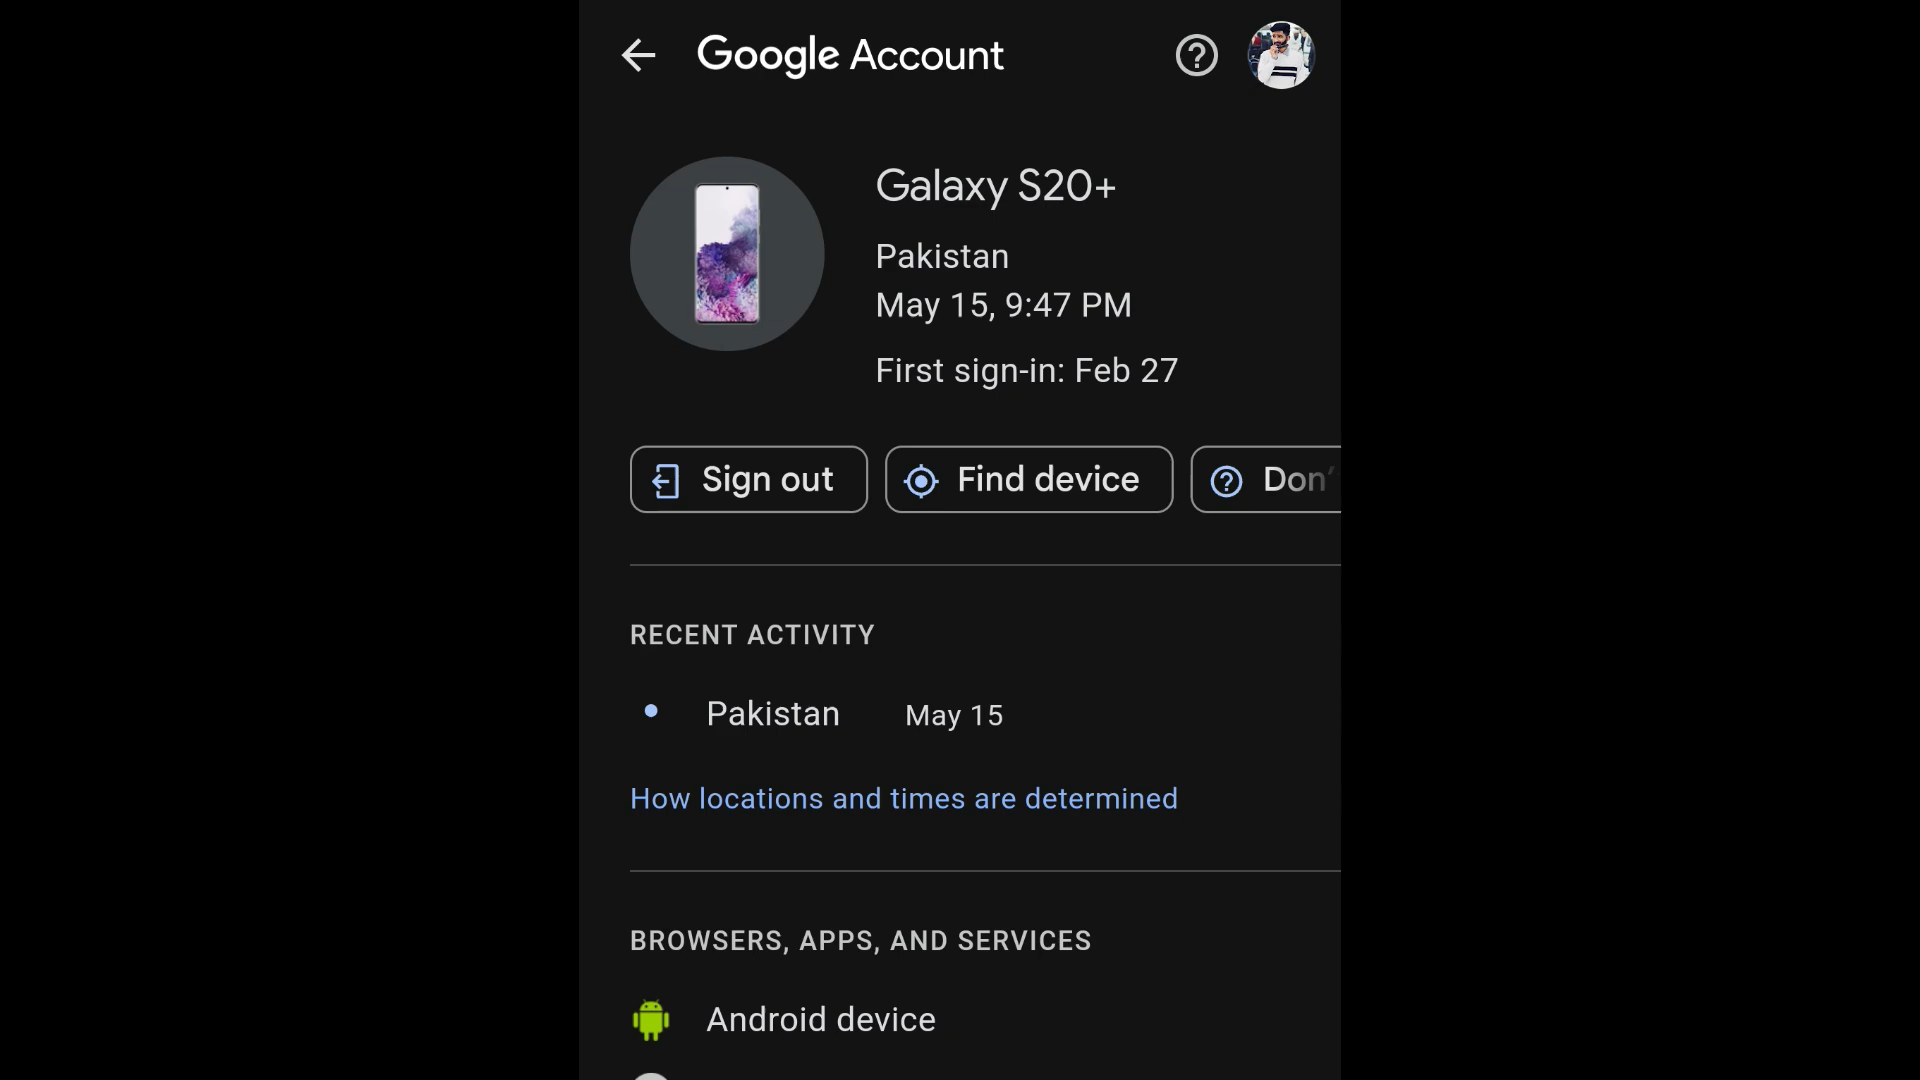 Google Account
Galaxy S20+
Pakistan
May 15, 9:47 PM
First sign-in: Feb 27
Sign out
Find device
Don'
RECENT ACTIVITY
Pakistan
May 15
How locations and times are determined
BROWSERS, APPS, AND SERVICES
Android device